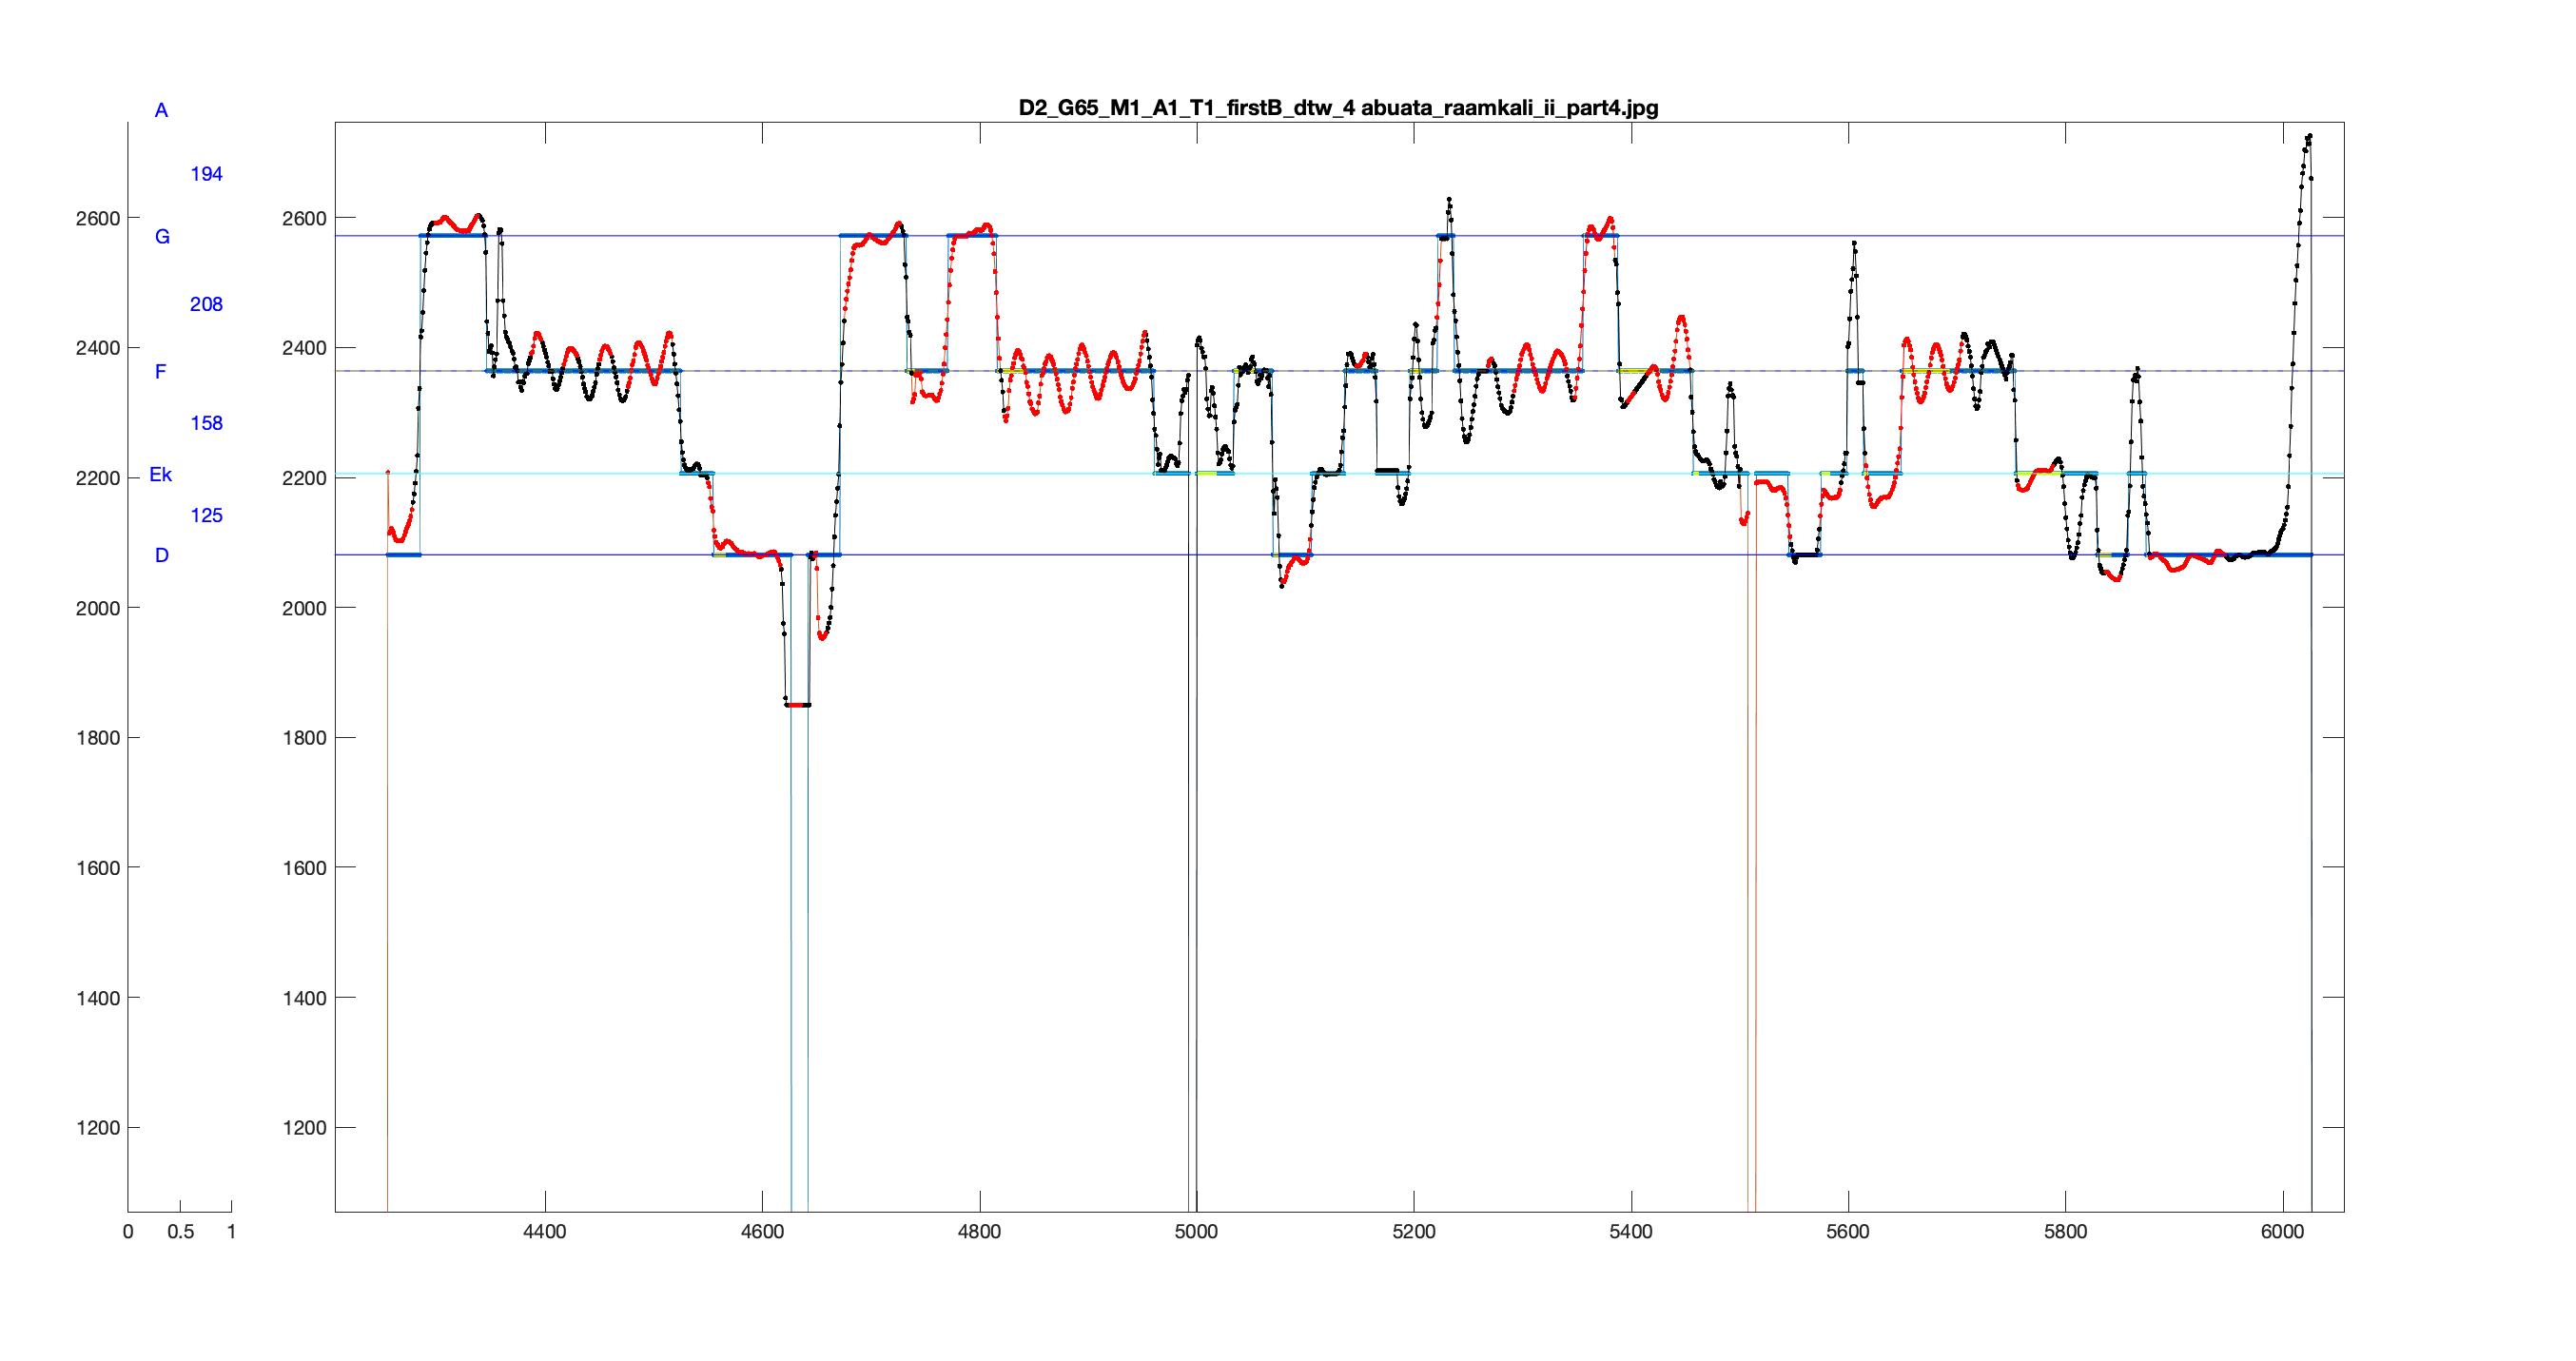 D2_G65_M1_A1_T1_firstB_dtw_4 abuata_raamkali_ii_part4.jpg
A
194
2600 G 2600
208
2400 F 2400
158
2200 Ek 2200
125
D
2000 2000
1800 1800
1600 1600
1400 1400
1200 1200
0 0.5 1 4400 4600 4800 5000 5200 5400 5600 5800 6000